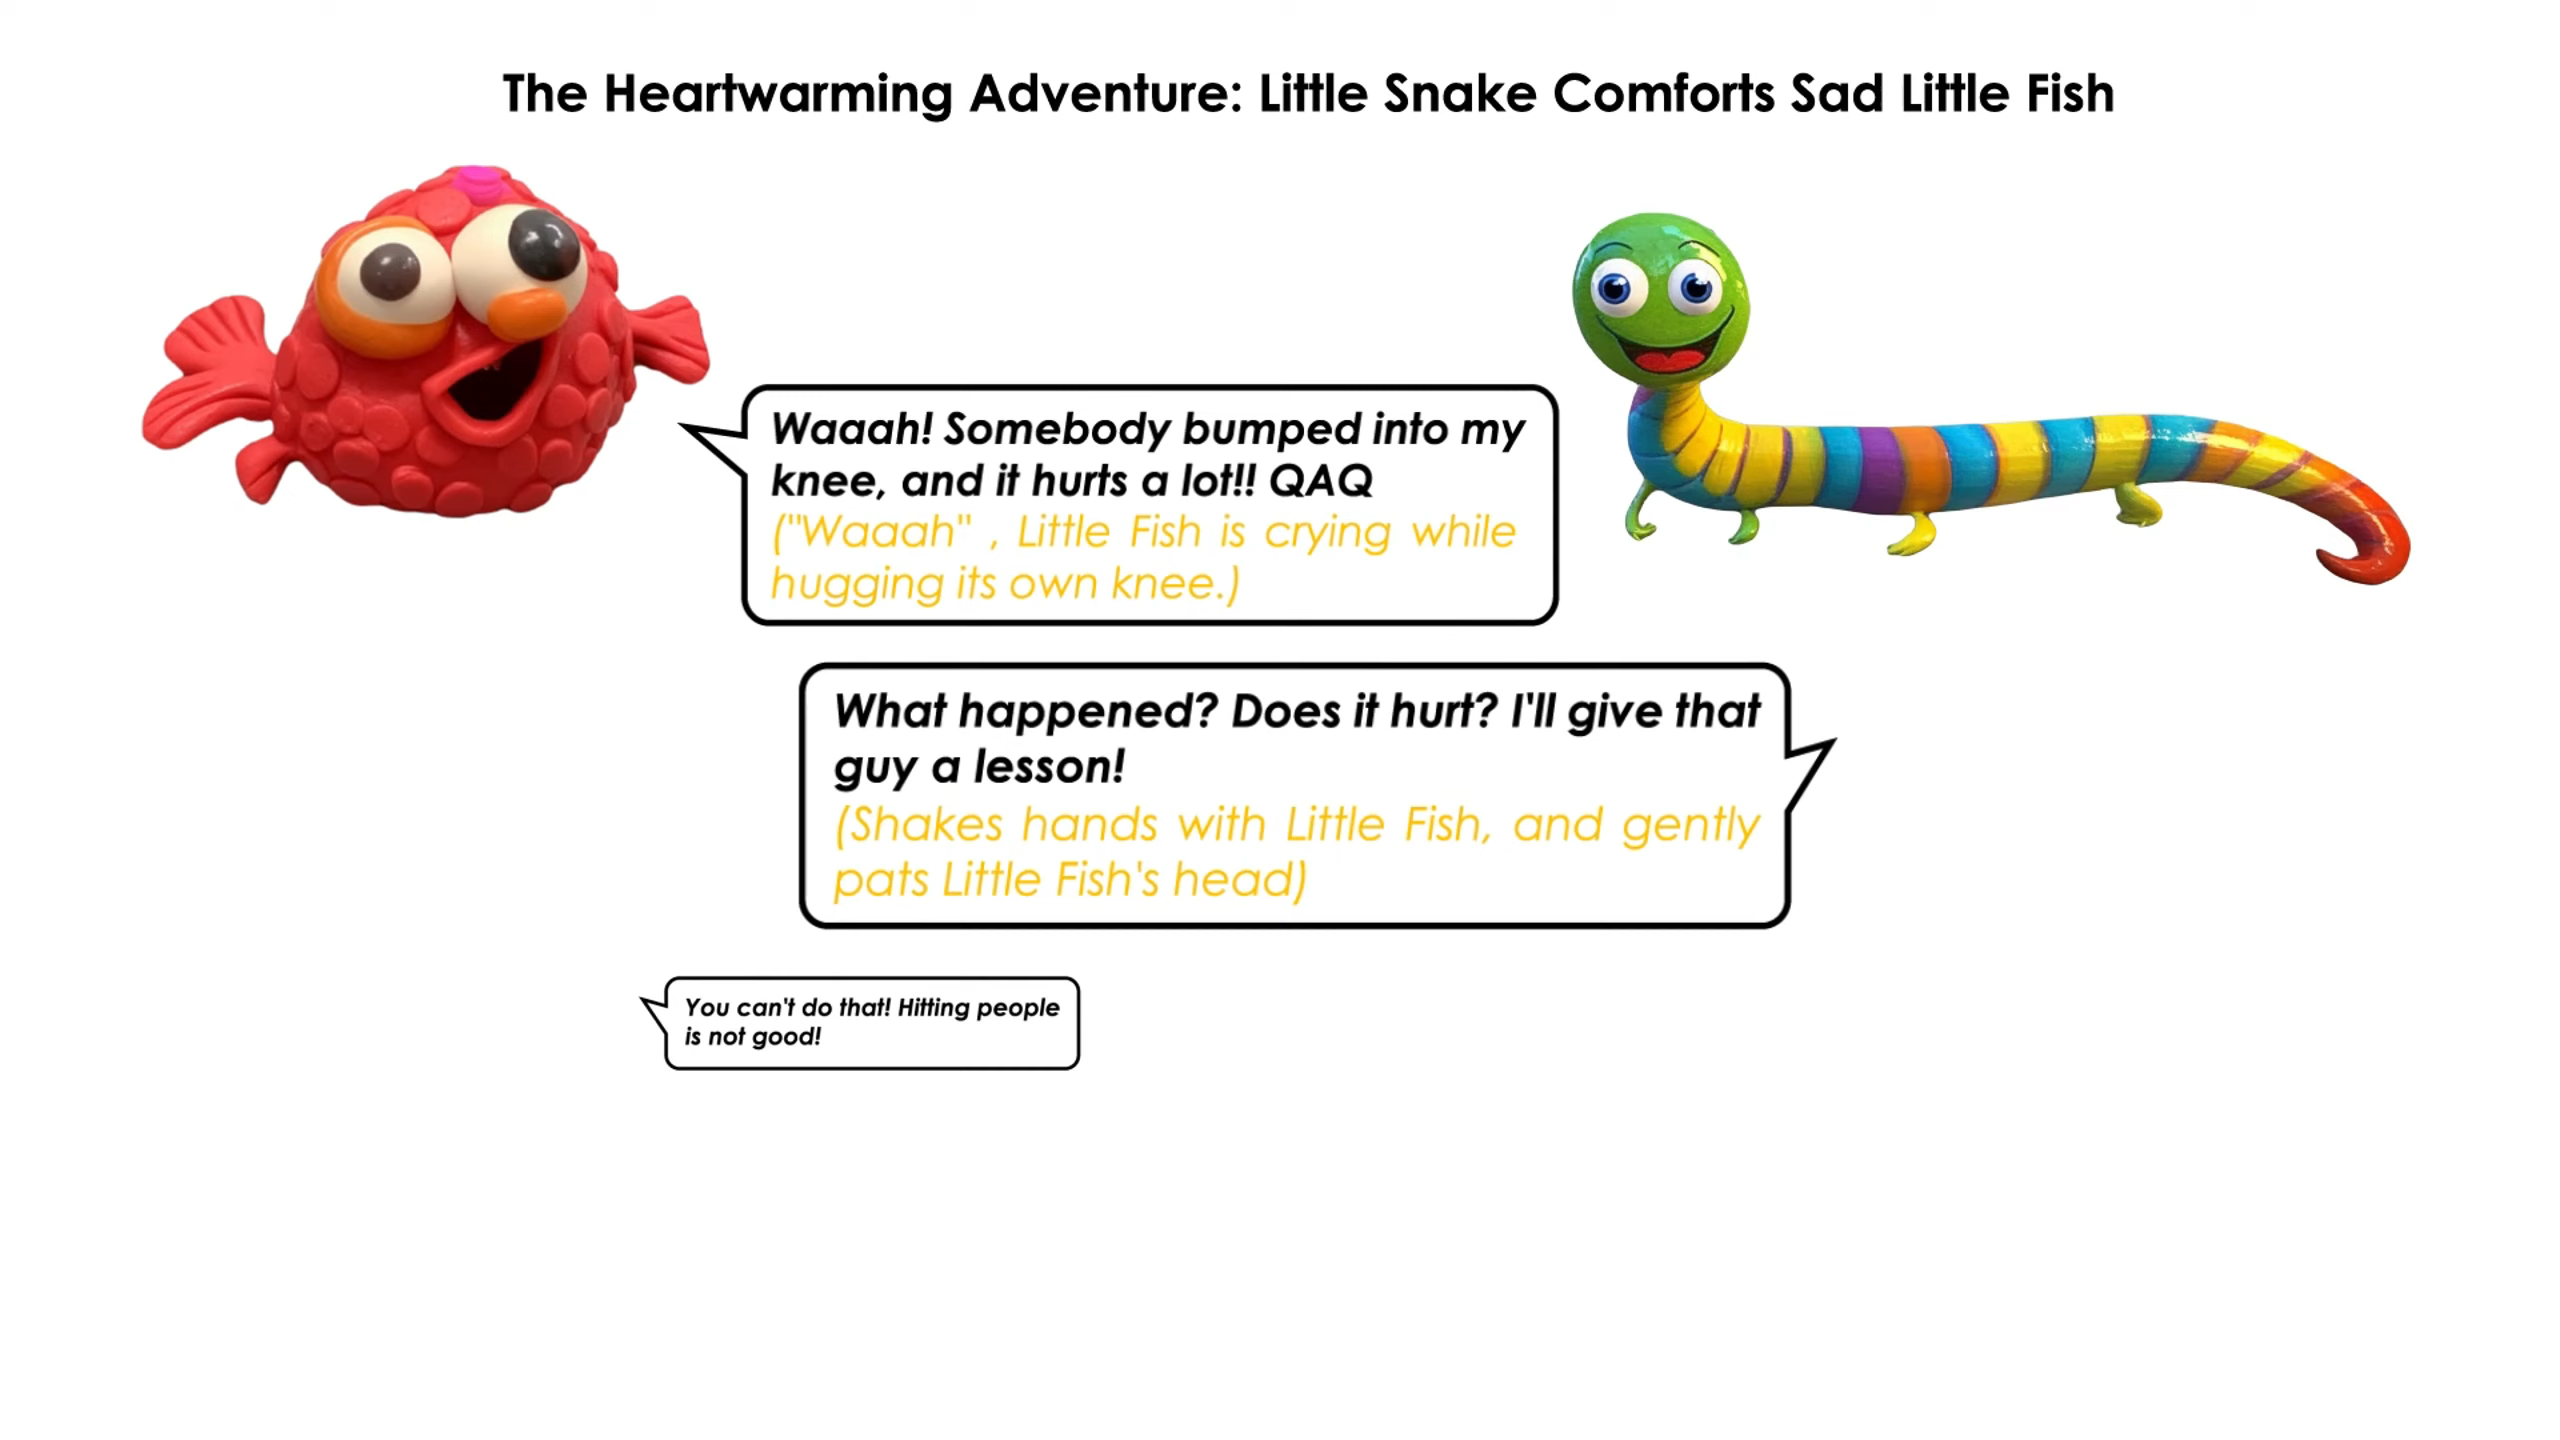 The Heartwarming Adventure: Little Snake Comforts Sad Little Fish
Waaah! Somebody bumped into my
knee, and it hurts a lot!! QAQ
("Waaah" , Little Fish is crying while
hugging its own knee.)
What happened? Does it hurt? I'll give that
guy a lesson!
(Shakes hands with Little Fish, and gently
pats Little Fish's head)
You can't do that! Hitting people
is not good!